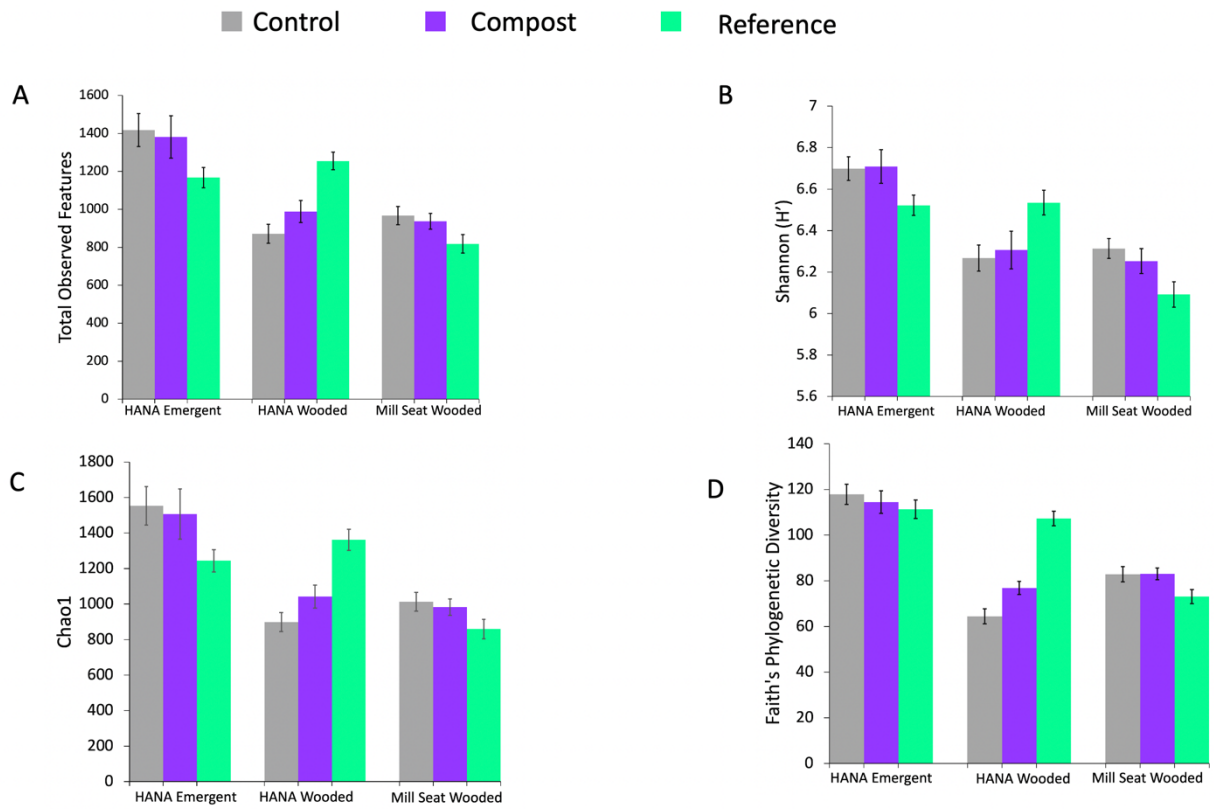 Control Compost Reference
A
Total Observed Features
1600
1400
1200
1000
800
600
400
200
0
HANA Emergent HANA Wooded Mill Seat Wooded
B
Shannon (H')
7
6.8
6.6
6.4
6.2
6
5.8
5.6
HANA Emergent HANA Wooded Mill Seat Wooded
C
Chao1
1800
1600
1400
1200
1000
800
600
400
200
0
HANA Emergent HANA Wooded Mill Seat Wooded
D
Faith's Phylogenetic Diversity
140
120
100
80
60
40
20
0
HANA Emergent HANA Wooded Mill Seat Wooded